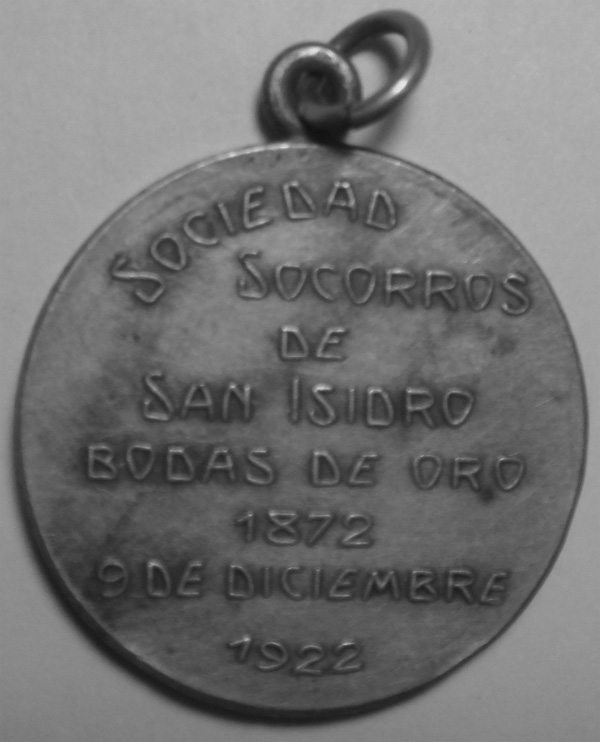 SOCIEDAD
SOCORROS
DE
SAN ISIDRO
BODAS DE ORO
1872
9 DE DICIEMBRE
1922